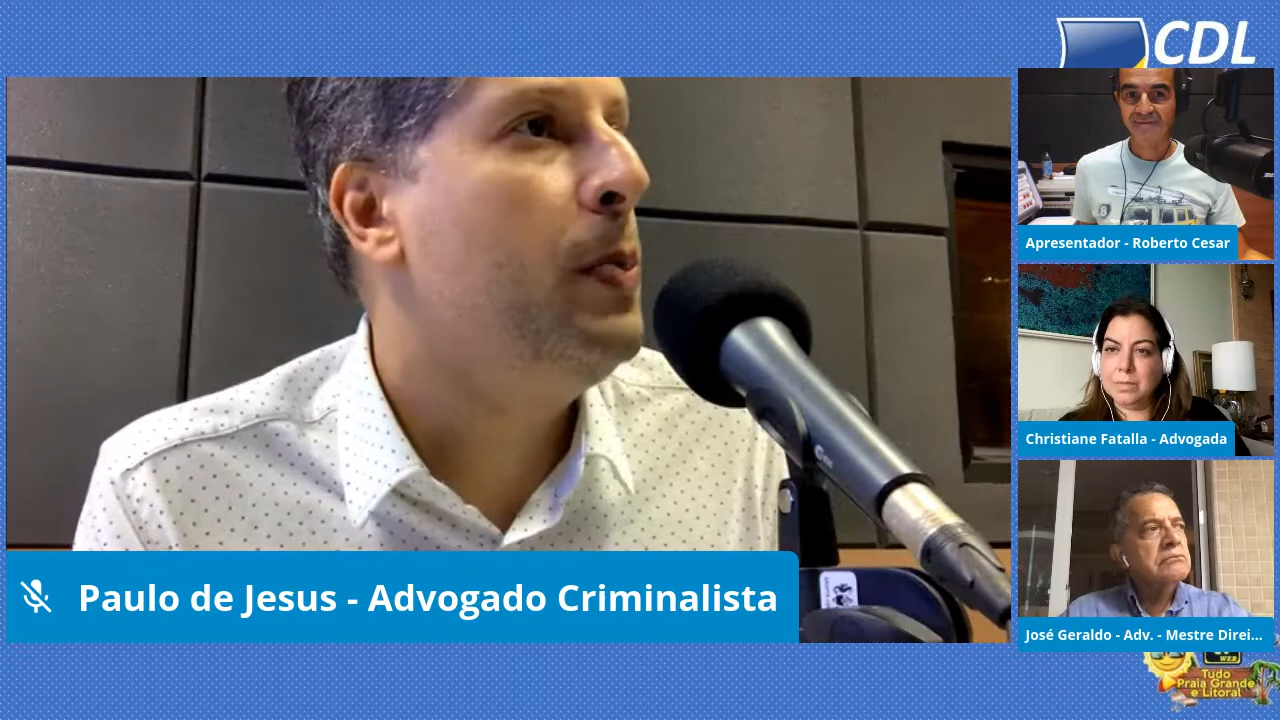 CDL
Apresentador - Roberto Cesar
Christiane Fatalla - Advogada
Paulo de Jesus - Advogado Criminalista
José Geraldo - Adv. - Mestre Direi...
WEB
Tudo
Praia Grande
e Litoral